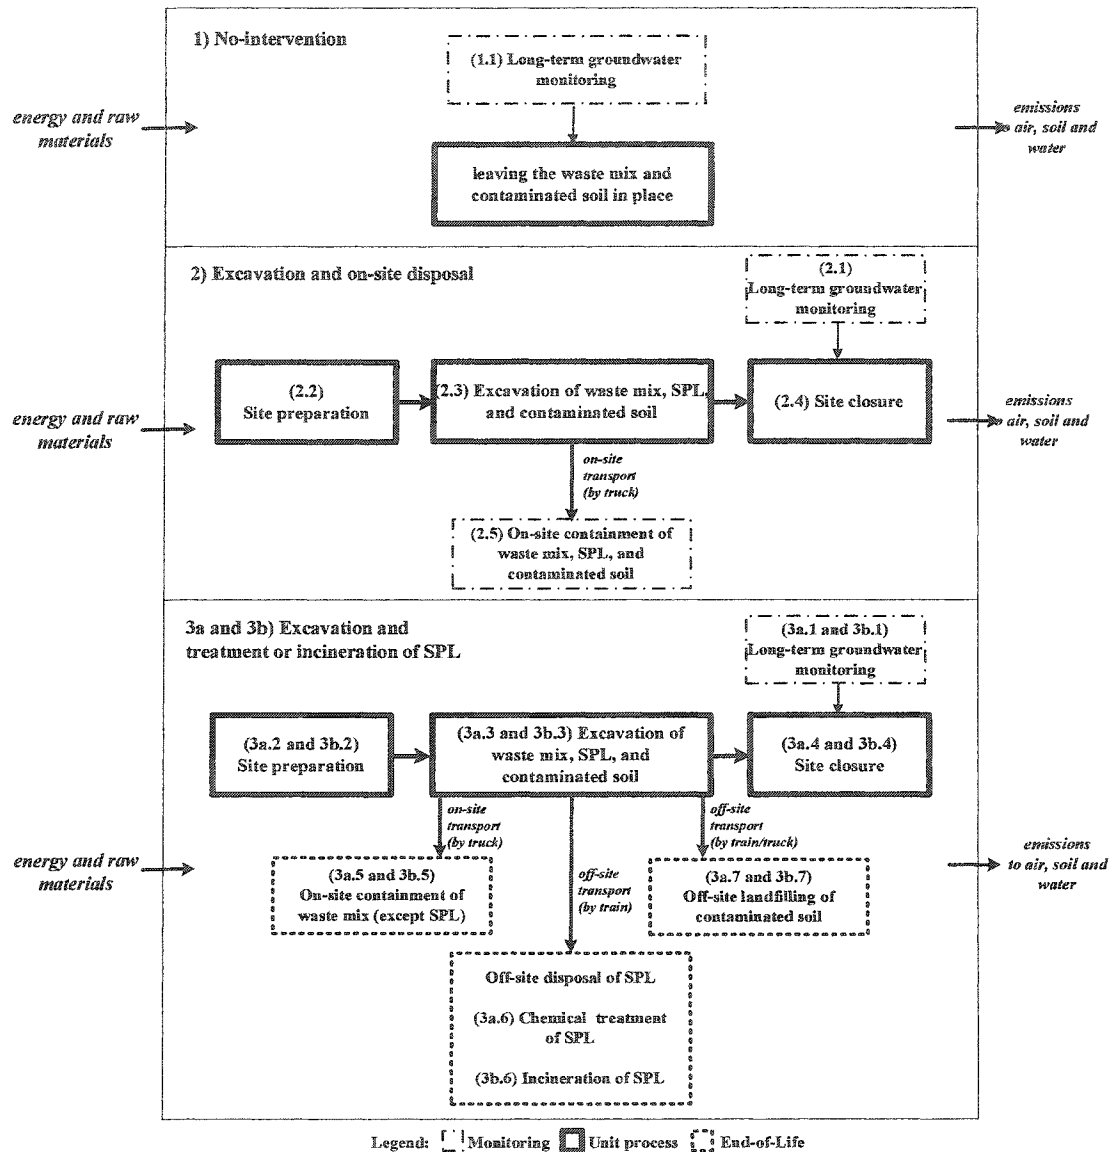 1) No-intervention
(1.1) Long-term groundwater
monitoring
energy and raw
materials
emissions
to air, soil and
water
leaving the waste mix and
contaminated soil in place
2) Excavation and on-site disposal
(2.1)
Long-term groundwater
monitoring
(2.2)
Site preparation
(2.3) Excavation of waste mix, SPL,
and contaminated soil
(2.4) Site closure
energy and raw
materials
emissions
to air, soil and
water
on-site
transport
(by truck)
(2.5) On-site containment of
waste mix, SPL, and
contaminated soil
3a and 3b) Excavation and
treatment or incineration of SPL
(3a.1 and 3b.1)
Long-term groundwater
monitoring
(3a.2 and 3b.2)
Site preparation
(3a.3 and 3b.3) Excavation of
waste mix, SPL, and
contaminated soil
(3a.4 and 3b.4)
Site closure
on-site
transport
(by truck)
off-site
transport
(by train/truck)
energy and raw
materials
emissions
to air, soil and
water
(3a.5 and 3b.5)
On-site containment of
waste mix (except SPL)
off-site
transport
(by train)
(3a.7 and 3b.7)
Off-site landfilling of
contaminated soil
Off-site disposal of SPL
(3a.6) Chemical treatment
of SPL
(3b.6) Incineration of SPL
Legend: Monitoring Unit process End-of-Life